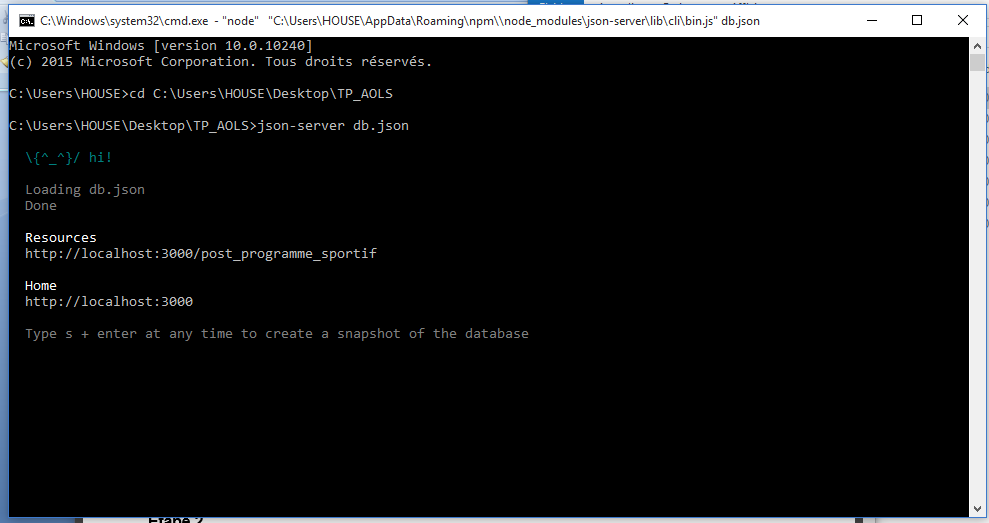 C:\Windows\system32\cmd.exe - "node" "C:\Users\HOUSE\AppData\Roaming\npm\\node_modules\json-server\lib\cli\bin.js" db.json
Microsoft Windows [version 10.0.10240]
(c) 2015 Microsoft Corporation. Tous droits réservés.
C:\Users\HOUSE>cd C:\Users\HOUSE\Desktop\TP_AOLS
C:\Users\HOUSE\Desktop\TP_AOLS>json-server db.json
\{^_^}/ hi!
Loading db.json
Done
Resources
http://localhost:3000/post_programme_sportif
Home
http://localhost:3000
Type s + enter at any time to create a snapshot of the database
Etape 2